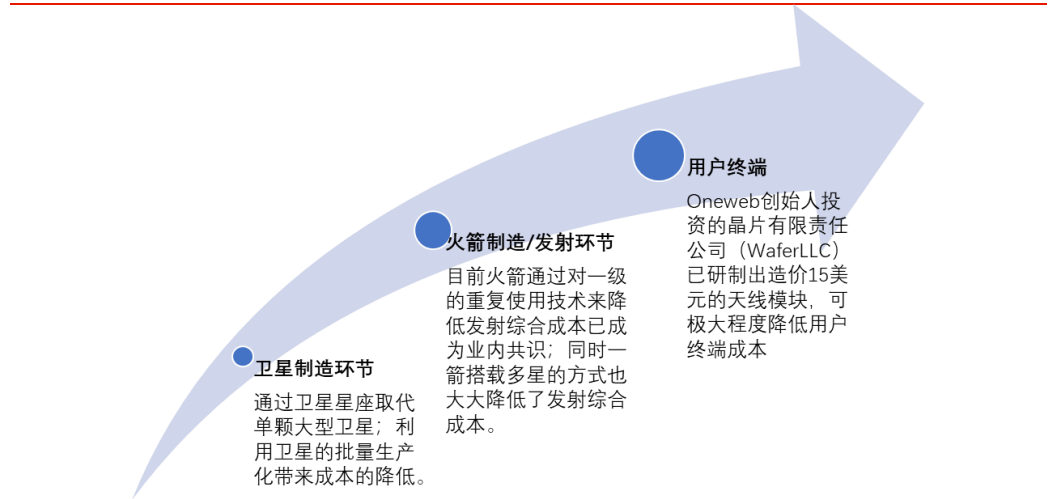 用户终端
Oneweb创始人投
资的晶片有限责任
公司（WaferLLC）
已研制出造价15美
元的天线模块，可
极大程度降低用户
终端成本
火箭制造/发射环节
目前火箭通过对一级
的重复使用技术来降
低发射综合成本已成
为业内共识；同时一
箭搭载多星的方式也
大大降低了发射综合
成本。
卫星制造环节
通过卫星星座取代
单颗大型卫星；利
用卫星的批量生产
化带来成本的降低。